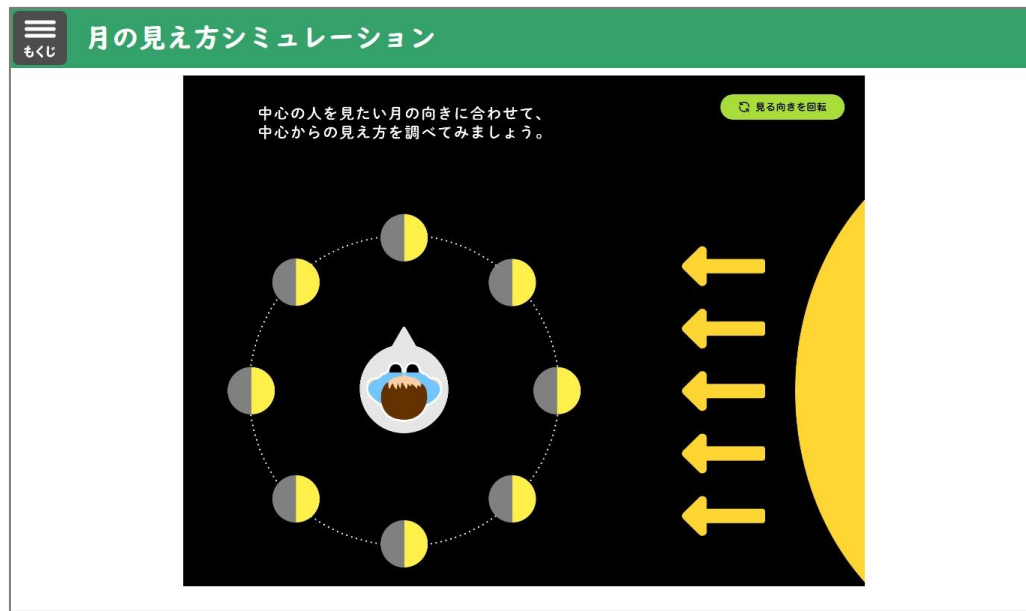 もくじ
月の見え方シミュレーション
中心の人を見たい月の向きに合わせて、
中心からの見え方を調べてみましょう。
見る向きを回転